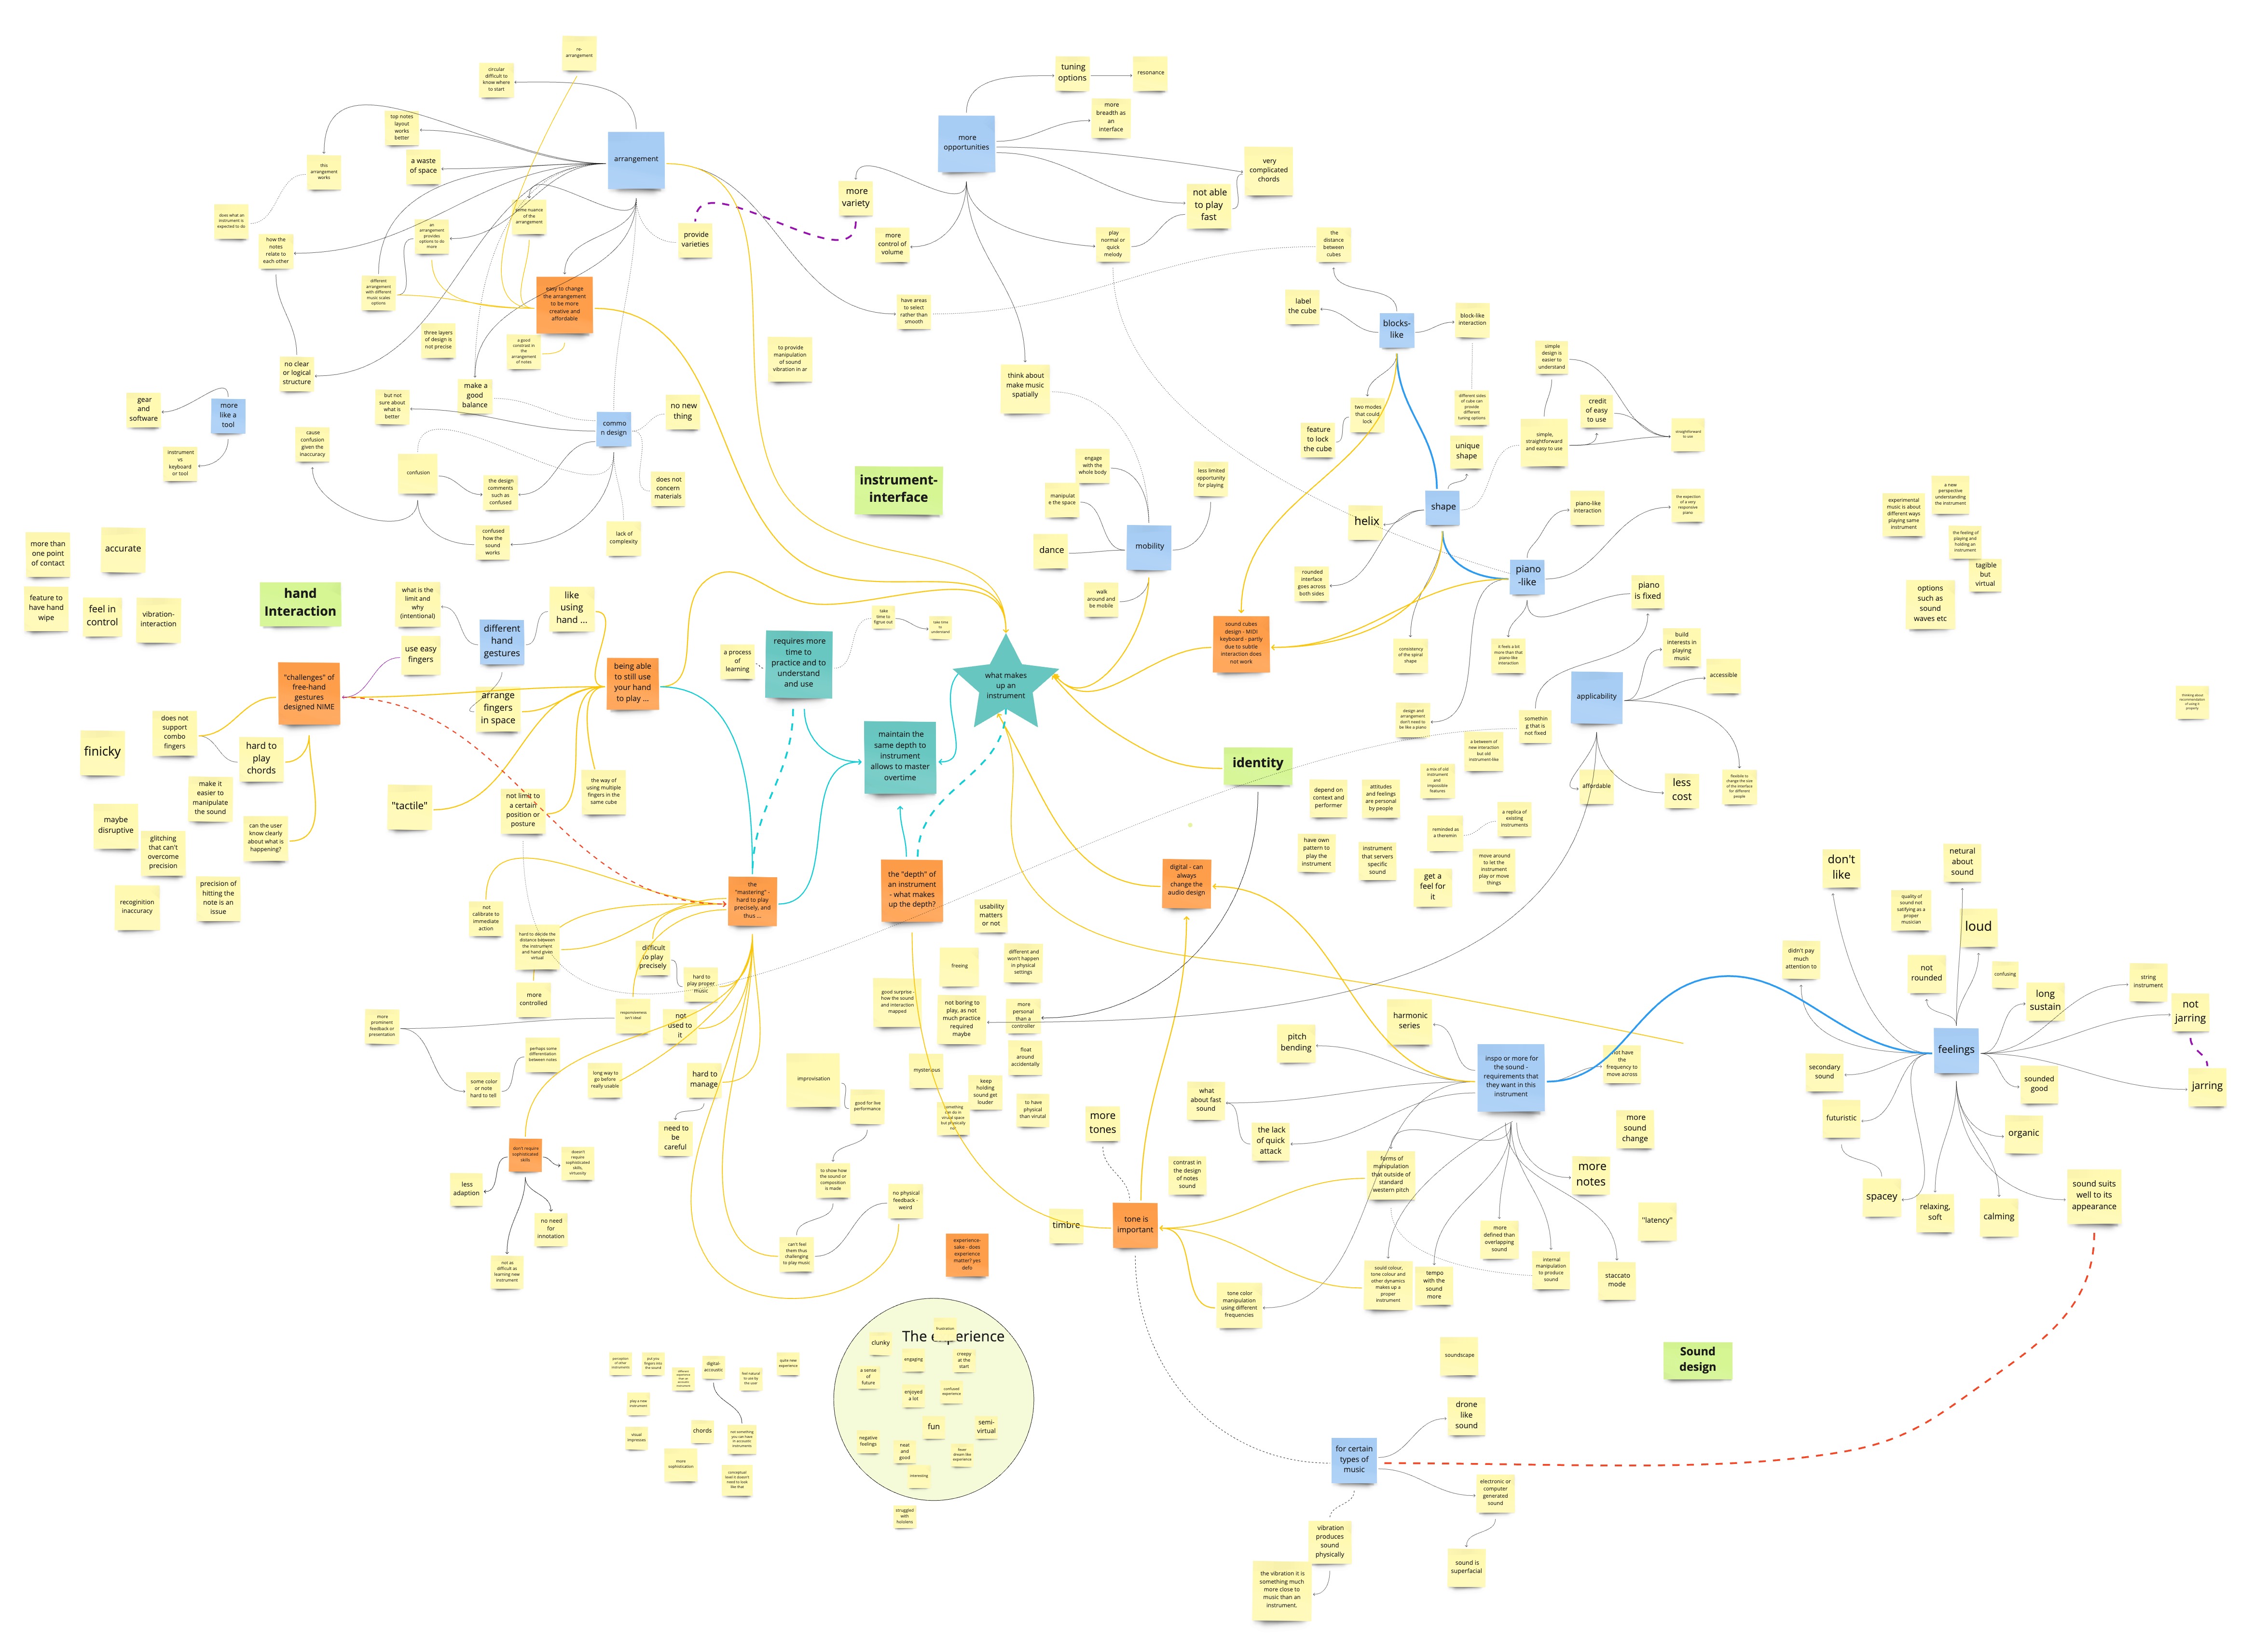 re-
arrangement
circular
difficult to
know where
to start
tuning
options
resonance
more
breadth as
an
interface
top notes
layout
works
better
more
opportunities
arrangement
this
arrangement
works
a waste
of space
very
complicated
chords
more
variety
not able
to play
fast
does what an
instrument is
expected to do
some nuance
of the
arrangement
an
arrangement
provides
options to do
more
provide
varieties
how the
notes
relate to
each other
more
control of
volume
play
normal or
quick
melody
the
distance
between
cubes
different
arrangement
with different
music scales
options
easy to change
the arrangement
to be more
creative and
affordable
have areas
to select
rather than
smooth
label
the cube
blocks-
like
block-like
interaction
three layers
of design is
not precise
a good
constrast in
the
arrangement
of notes
to provide
manipulation
of sound
vibration in ar
simple
design is
easier to
understand
no clear
or logical
structure
make a
good
balance
think about
make music
spatially
gear
and
software
more
like a
tool
but not
sure about
what is
better
no new
thing
commo
n design
different sides
of cube can
provide
different
tuning options
credit
of easy
to use
two modes
that could
lock
feature
to lock
the cube
simple,
straightforward
and easy to use
straightforward
to use
cause
confusion
given the
inaccuracy
instrument
vs
keyboard
or tool
unique
shape
confusion
the design
comments
such as
confused
does not
concern
materials
instrument-
interface
engage
with the
whole body
less limited
opportunity
for playing
manipulat
e the space
shape
piano-like
interaction
the expection
of a very
responsive
piano
helix
a new
perspective
understanding
the instrument
experimental
music is about
different ways
playing same
instrument
lack of
complexity
confused
how the
sound
works
dance
mobility
the feeling of
playing and
holding an
instrument
more than
one point
of contact
accurate
piano
-like
tagible
but
virtual
rounded
interface
goes across
both sides
hand
Interaction
what is the
limit and
why
(intentional)
like
using
hand ...
walk
around and
be mobile
piano
is fixed
options
such as
sound
waves etc
feature to
have hand
wipe
feel in
control
vibration-
interaction
different
hand
gestures
take
time to
figrue out
take time
to
understand
sound cubes
design - MIDI
keyboard - partly
due to subtle
interaction does
not work
consistency
of the spiral
shape
it feels a bit
more than that
piano-like
interaction
build
interests in
playing
music
use easy
fingers
a process
of
learning
requires more
time to
practice and to
understand
and use
what makes
up an
instrument
"challenges" of
free-hand
gestures
designed NIME
being able
to still use
your hand
to play ...
accessible
applicability
arrange
fingers
in space
thinking about
recommendation
of using it
properly
does not
support
combo
fingers
design and
arrangement
don't need to
be like a piano
somethin
g that is
not fixed
finicky
hard to
play
chords
maintain the
same depth to
instrument
allows to master
overtime
a betweem of
new interaction
but old
instrument-like
identity
make it
easier to
manipulate
the sound
the way of
using multiple
fingers in the
same cube
a mix of old
instrument
and
impossible
features
affordable
less
cost
flexible to
change the size
of the interface
for different
people
"tactile"
not limit to
a certain
position or
posture
depend on
context and
performer
attitudes
and feelings
are personal
by people
maybe
disruptive
can the user
know clearly
about what is
happening?
reminded as
a theremin
a replica of
existing
instruments
glitching
that can't
overcome
precision
have own
pattern to
play the
instrument
instrument
that servers
specific
sound
move around
to let the
instrument
play or move
things
don't
like
netural
about
sound
recoginition
inaccuracy
precision of
hitting the
note is an
issue
the
"mastering" -
hard to play
precisely, and
thus ...
the "depth" of
an instrument
- what makes
up the depth?
digital - can
always
change the
audio design
get a
feel for
it
quality of
sound not
satifying as a
proper
musician
not
calibrate to
immediate
action
usability
matters
or not
loud
hard to decide the
distance between
the instrument
and hand given
virtual
difficult
to play
precisely
freeing
different and
won't happen
in physical
settings
didn't pay
much
attention to
not
rounded
confusing
string
instrument
hard to
play proper
music
more
controlled
good surprise -
how the sound
and interaction
mapped
not boring to
play, as not
much practice
required
maybe
more
personal
than a
controller
long
sustain
not
jarring
more
prominent
feedback or
presentation
responsiveness
isn't ideal
not
used to
it
harmonic
series
pitch
bending
feelings
perhaps some
differentiation
between notes
float
around
accidentally
inspo or more for
the sound -
requirements that
they want in this
instrument
not have
the
frequency to
move across
mysterious
secondary
sound
sounded
good
jarring
some color
or note
hard to tell
long way to
go before
really usable
hard to
manage
improvisation
keep
holding
sound get
louder
what
about fast
sound
good for live
performance
something
can do in
virutal space
but physically
not
to have
physical
than virutal
more
tones
futuristic
more
sound
change
need to
be
careful
the lack
of quick
attack
organic
don't require
sophisticated
skills
doesn't
require
sophisticated
skills,
virtuosity
to show how
the sound or
composition
is made
contrast in
the design
of notes
sound
forms of
manipulation
that outside of
standard
western pitch
more
notes
less
adaption
no physical
feedback -
weird
spacey
relaxing,
soft
calming
sound suits
well to its
appearance
no need
for
innotation
timbre
tone is
important
"latency"
more
defined than
overlapping
sound
can't feel
them thus
challenging
to play music
experience-
sake - does
experience
matter? yes
defo
not as
difficult as
learning new
instrument
sould colour,
tone colour and
other dynamics
makes up a
proper
instrument
tempo
with the
sound
more
internal
manipulation
to produce
sound
staccato
mode
tone color
manipulation
using different
frequencies
The experience
frustration
clunky
engaging
creepy
at the
start
a sense
of
future
enjoyed
a lot
confused
experience
fun
semi-
virtual
negative
feelings
neat
and
good
fever
dream like
experience
interesting
struggled
with
hololens
perception
of other
instruments
put you
fingers into
the sound
digital-
accoustic
quite new
experience
feel natural
to use by
the user
play a new
instrument
visual
impresses
chords
not something
you can have
in accoustic
instruments
more
sophistication
conceptual
level it doesn't
need to look
like that
soundscape
Sound
design
drone
like
sound
for certain
types of
music
electronic or
computer
generated
sound
vibration
produces
sound
physically
sound is
superfacial
the vibration it is
something much
more close to
music than an
instrument.